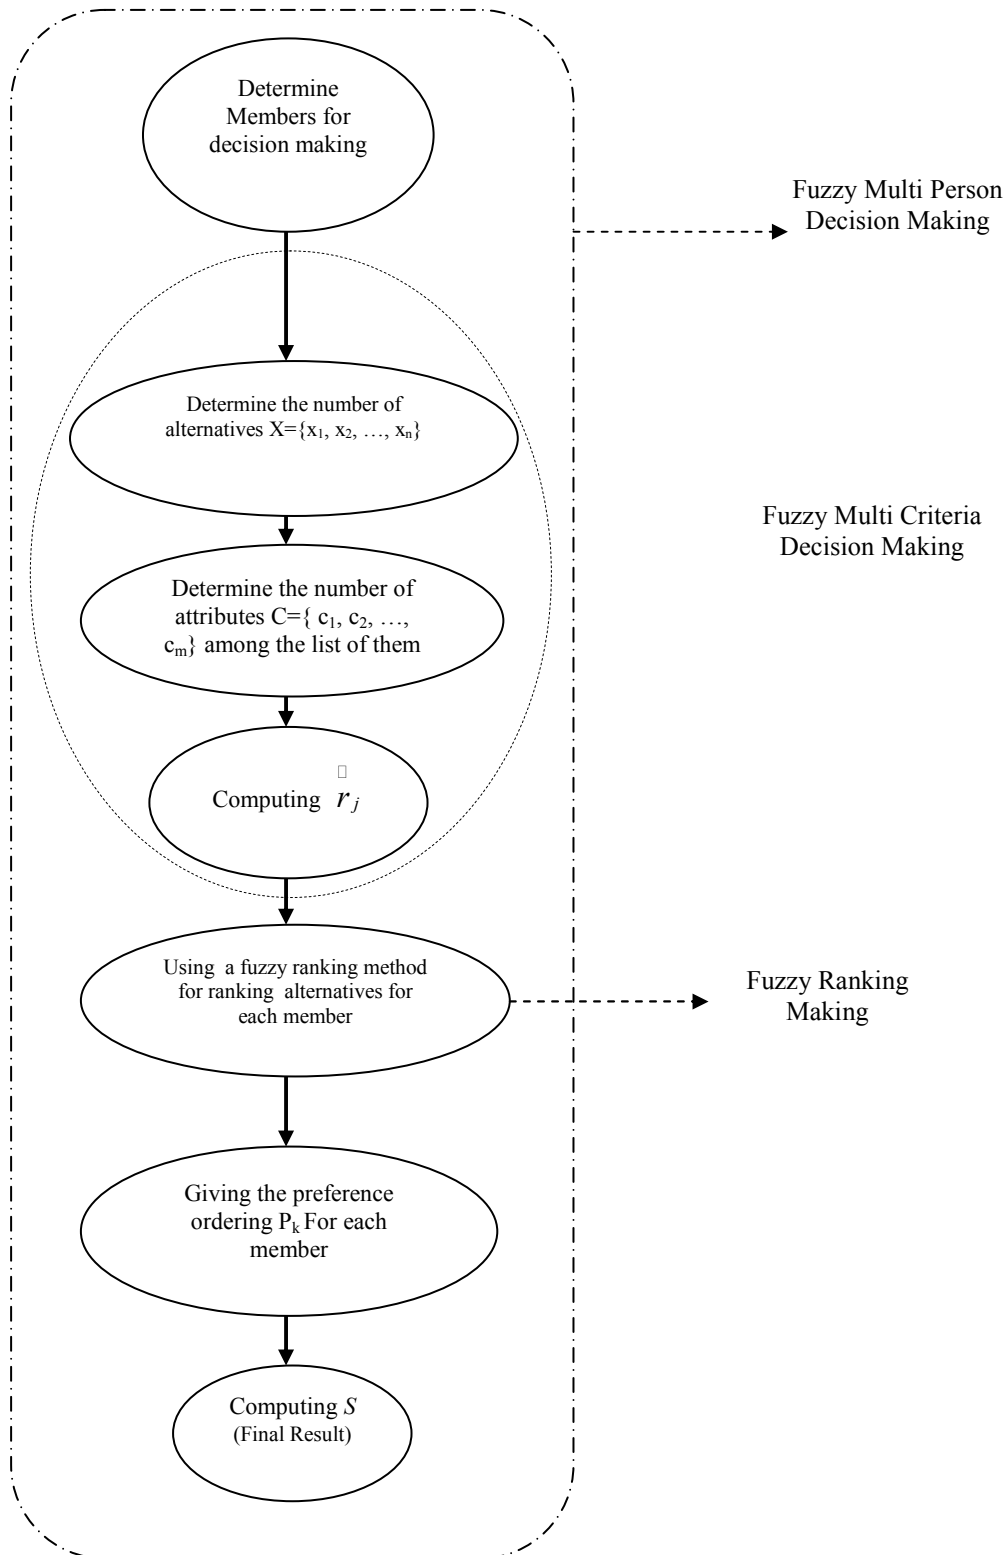 Determine
Members for
decision making
Fuzzy Multi Person
Decision Making
Determine the number of
alternatives X={x₁, x₂, …, xₙ}
Fuzzy Multi Criteria
Decision Making
Determine the number of
attributes C={ c₁, c₂, …,
cₘ} among the list of them
Computing r̃ⱼ
Using a fuzzy ranking method
for ranking alternatives for
each member
Fuzzy Ranking
Making
Giving the preference
ordering Pₖ For each
member
Computing S
(Final Result)